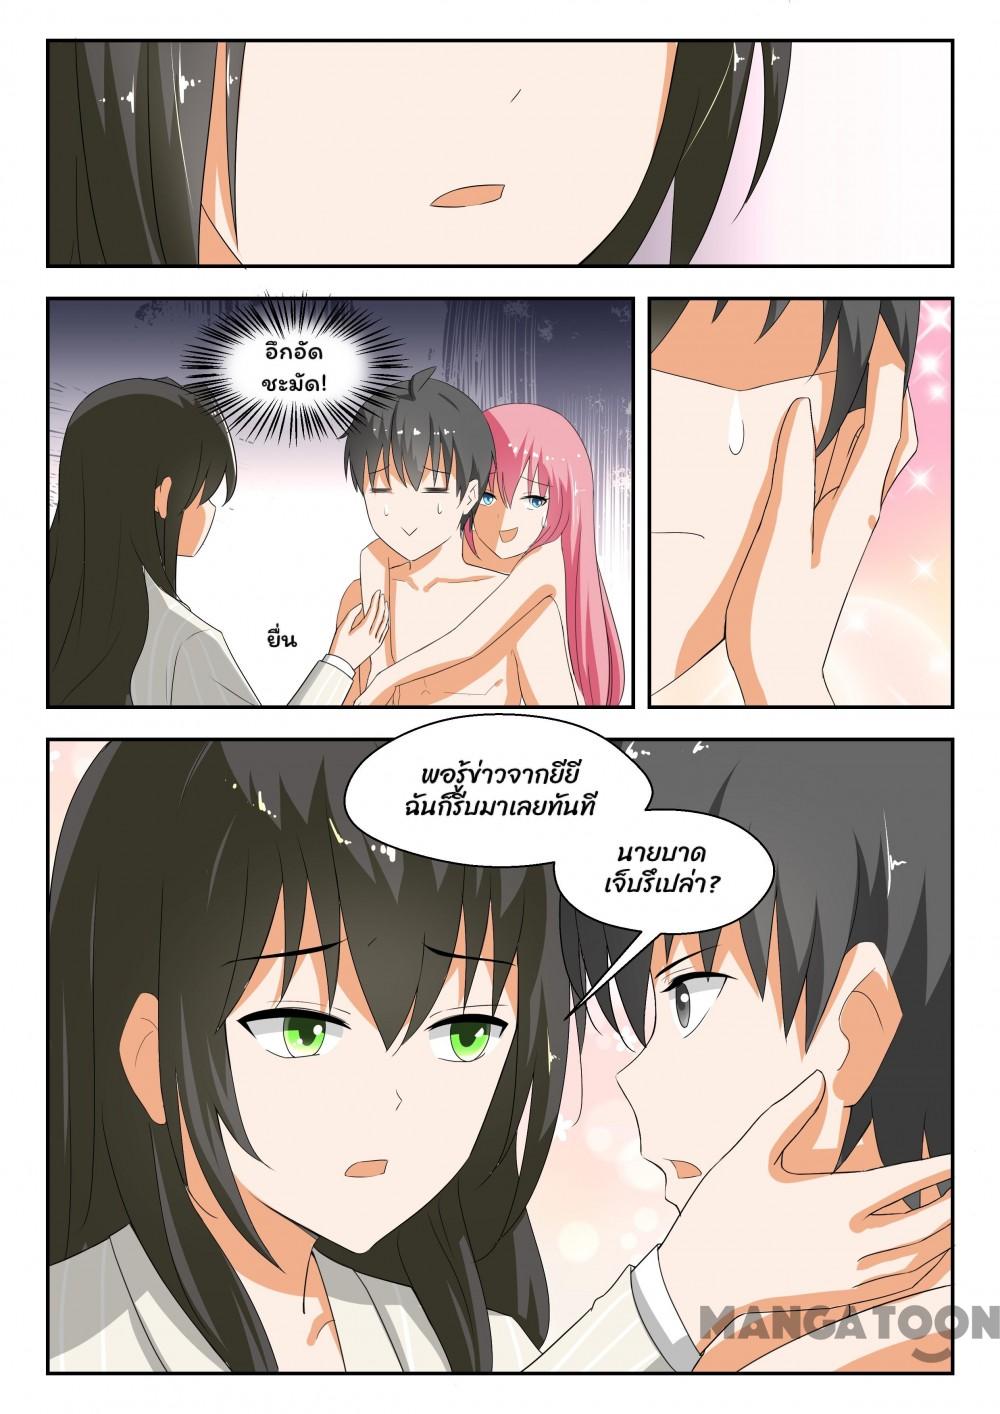 อึกอัด
ชะมัด!
ยื่น
พอรู้ข่าวจากยียี
ฉันก็รีบมาเลยทันที
นายบาด
เจ็บรึเปล่า?
MANGATOON